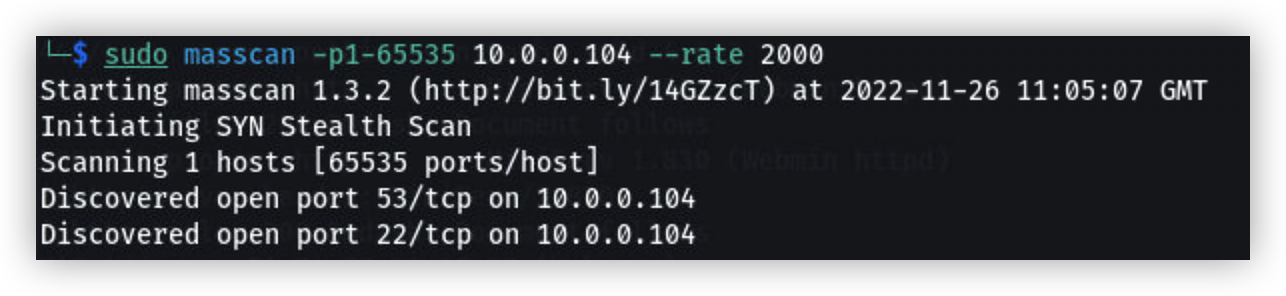 └─$ sudo masscan -p1-65535 10.0.0.104 --rate 2000
Starting masscan 1.3.2 (http://bit.ly/14GZzcT) at 2022-11-26 11:05:07 GMT
Initiating SYN Stealth Scan
Scanning 1 hosts [65535 ports/host]
Discovered open port 53/tcp on 10.0.0.104
Discovered open port 22/tcp on 10.0.0.104